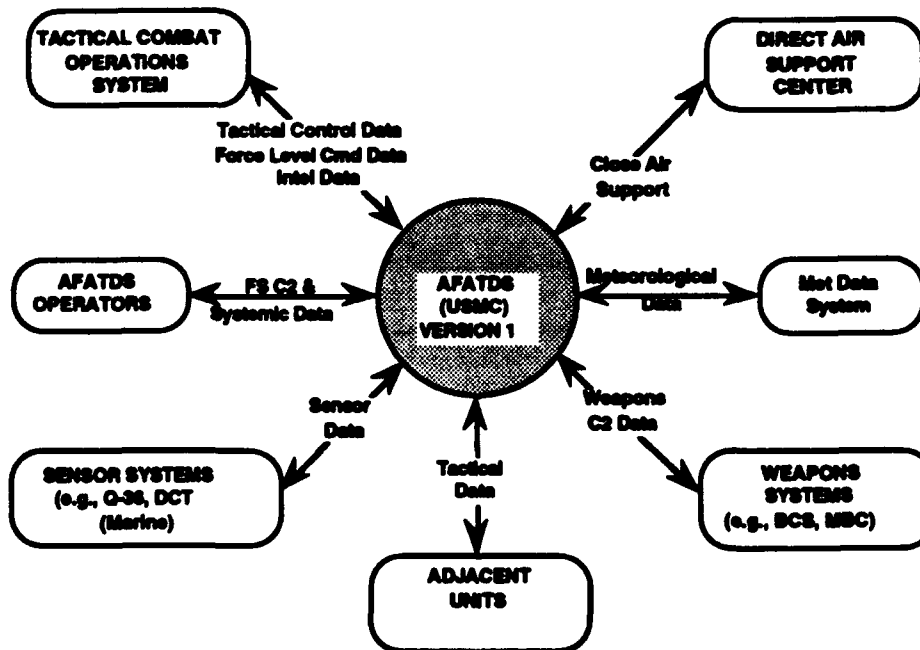 TACTICAL COMBAT
OPERATIONS
SYSTEM
DIRECT AIR
SUPPORT
CENTER
Tactical Control Data
Force Level Cmd Data
Intel Data
Close Air
Support
AFATDS
OPERATORS
FS C2 &
Systemic Data
AFATDS
(USMC)
VERSION 1
Meteorological
Data
Met Data
System
Sensor
Data
Weapons
C2 Data
SENSOR SYSTEMS
(e.g., Q-36, DCT
(Marine)
Tactical
Data
WEAPONS
SYSTEMS
(e.g., BCS, MBC)
ADJACENT
UNITS